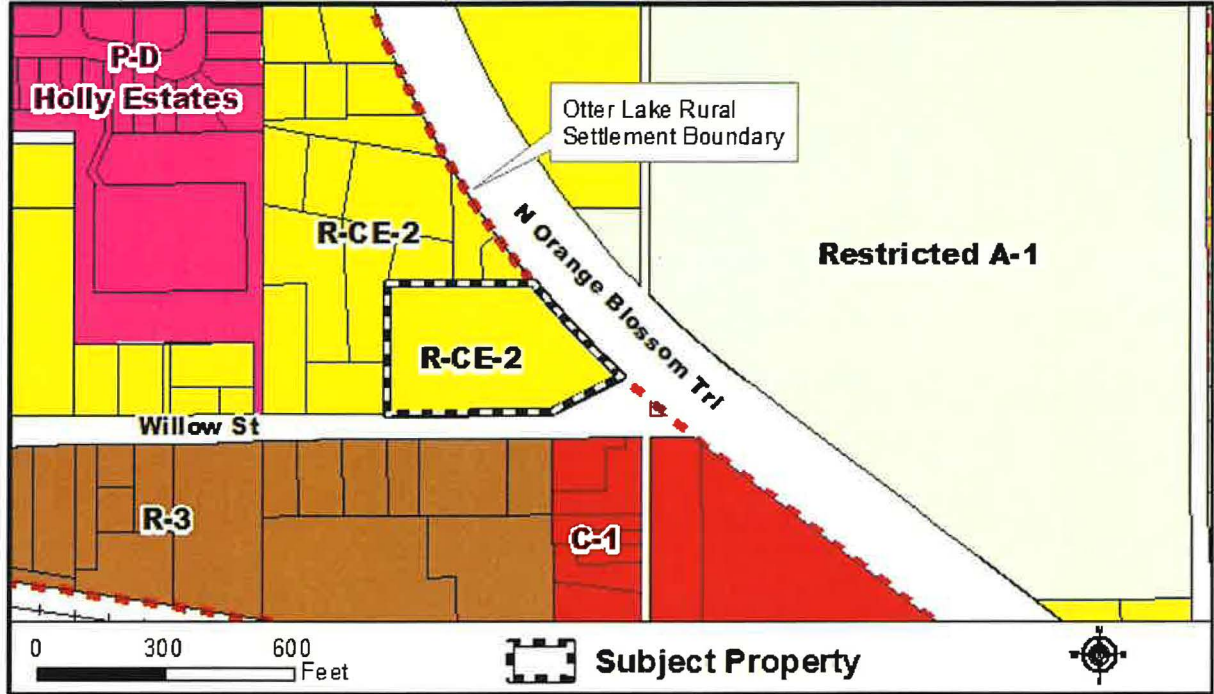 P-D
Holly Estates
Otter Lake Rural
Settlement Boundary
R-CE-2
N Orange Blossom Trl
Restricted A-1
R-CE-2
Willow St
R-3
C-1
0 300 600
Feet
Subject Property
N